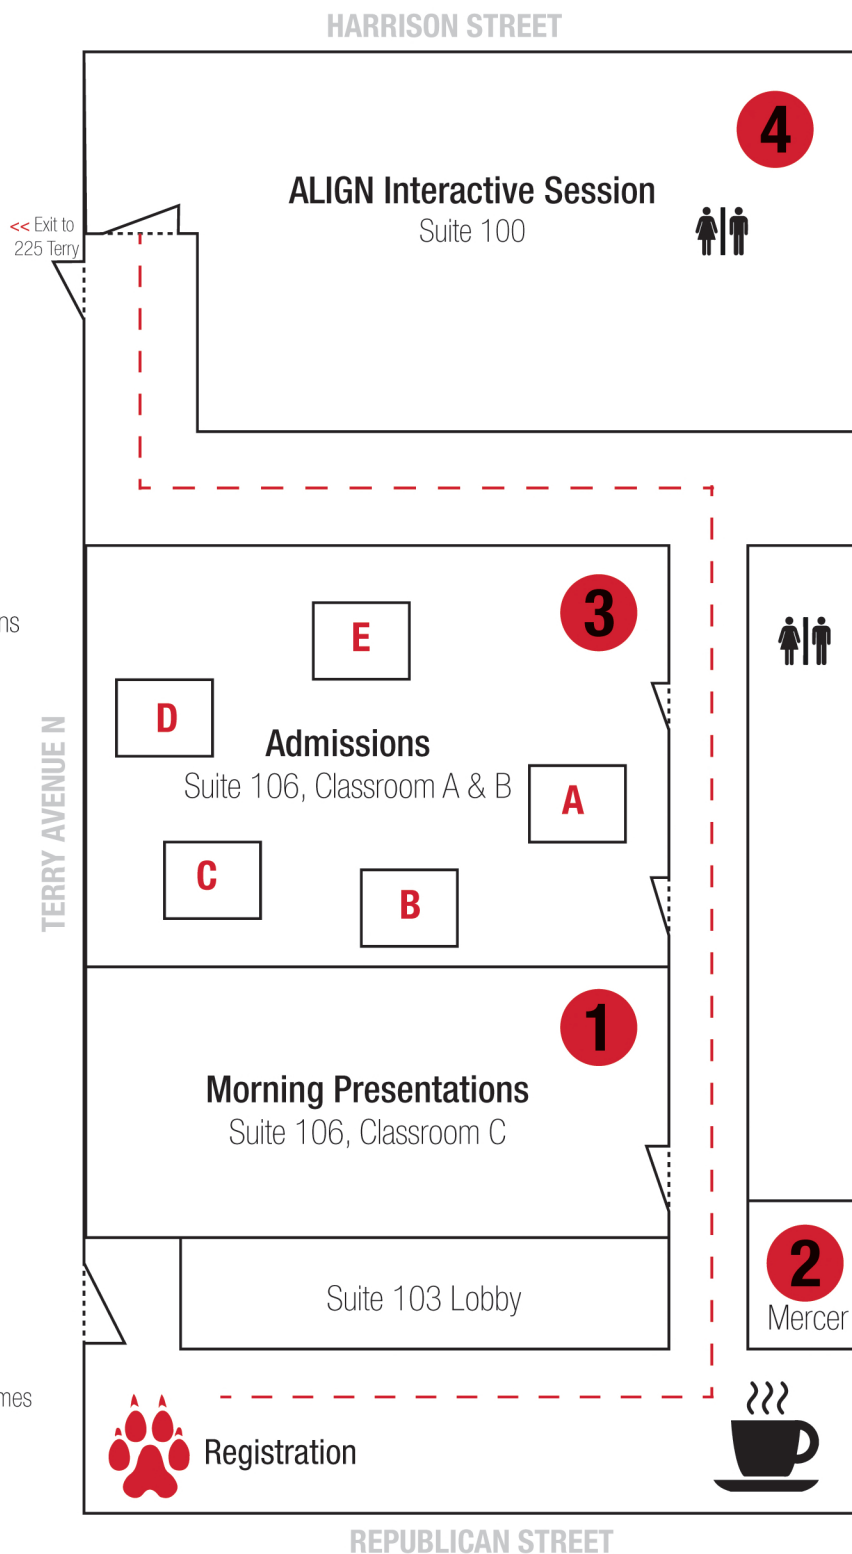 HARRISON STREET
4
ALIGN Interactive Session
Suite 100
<< Exit to
225 Terry
3
E
D
Admissions
Suite 106, Classroom A & B
A
C
B
TERRY AVENUE N
1
Morning Presentations
Suite 106, Classroom C
2
Mercer
Suite 103 Lobby
Registration
REPUBLICAN STREET